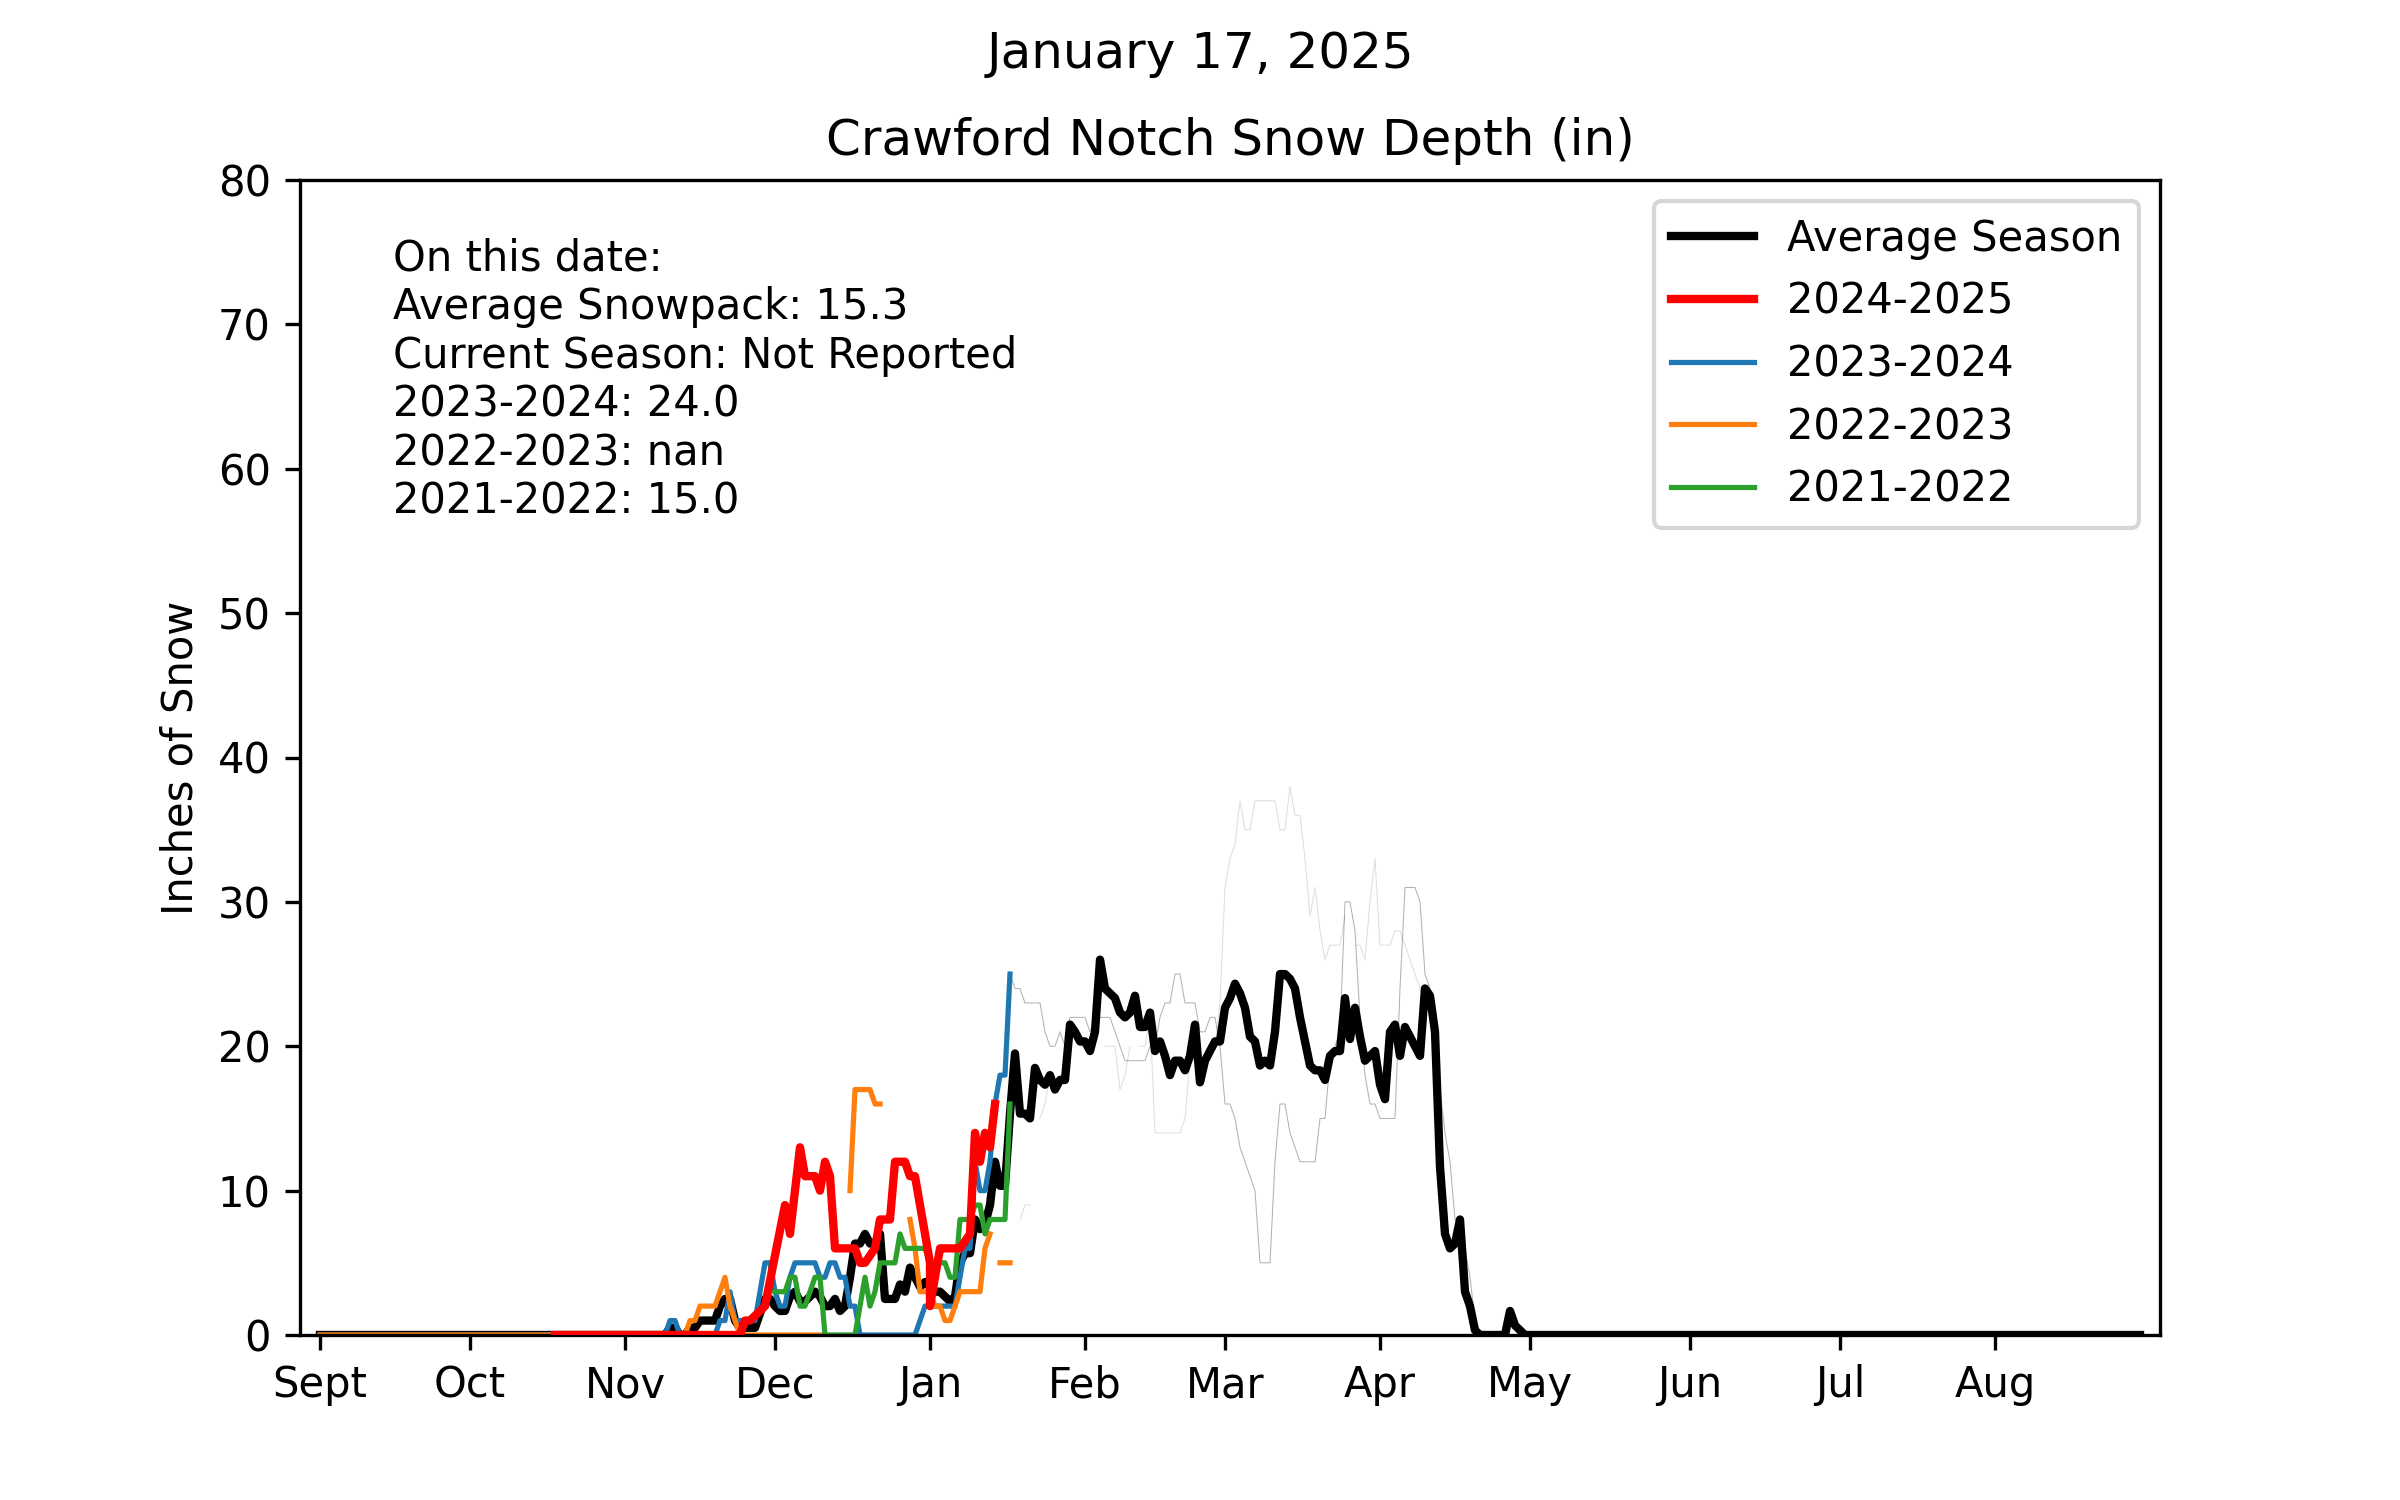 January 17, 2025
Crawford Notch Snow Depth (in)
80
70
60
50
40
30
20
10
0
Inches of Snow
On this date:
Average Snowpack: 15.3
Current Season: Not Reported
2023-2024: 24.0
2022-2023: nan
2021-2022: 15.0
Average Season
2024-2025
2023-2024
2022-2023
2021-2022
Sept Oct Nov Dec Jan Feb Mar Apr May Jun Jul Aug